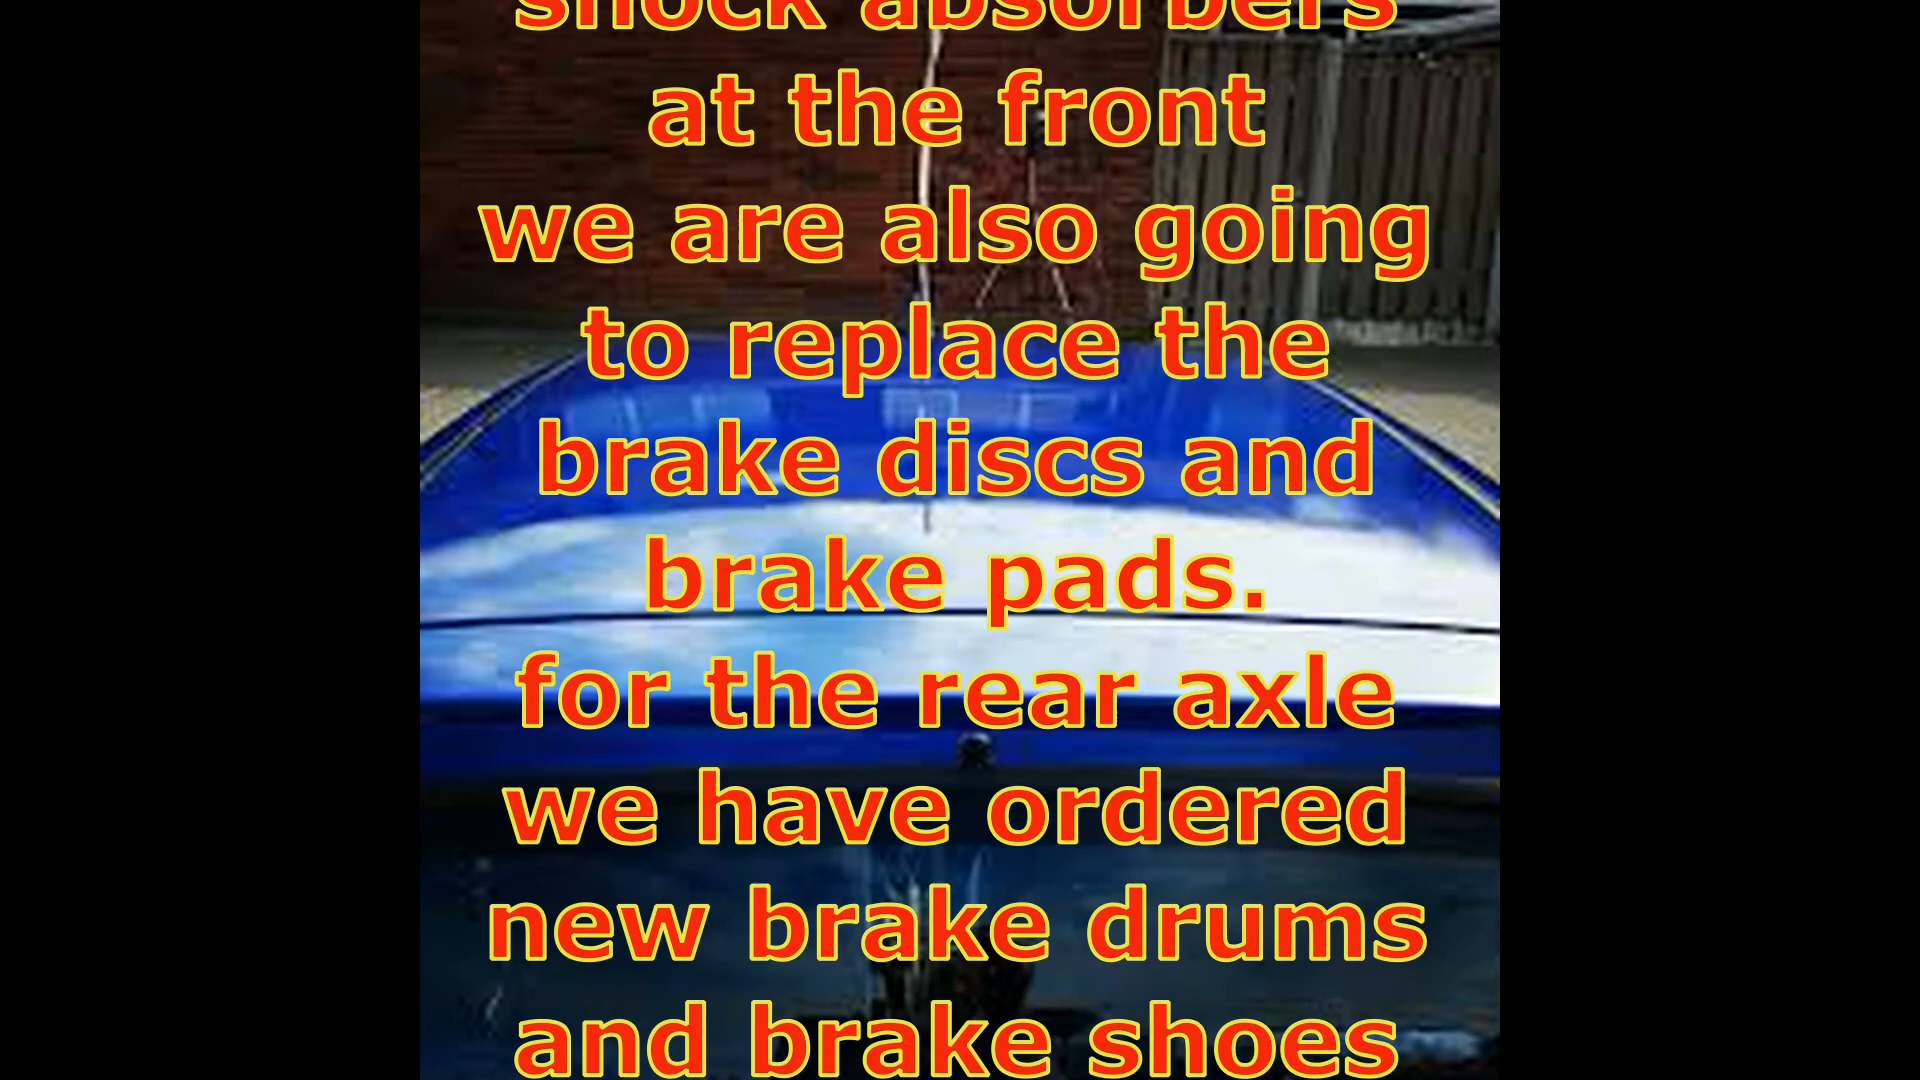 shock absorbers
at the front
we are also going
to replace the
brake discs and
brake pads.
for the rear axle
we have ordered
new brake drums
and brake shoes